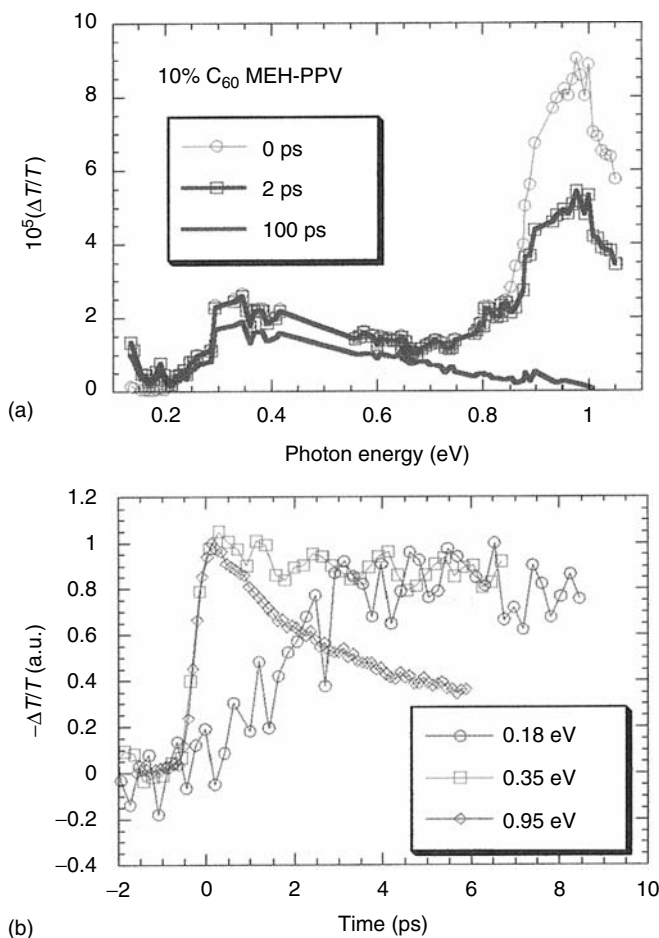 10% C60 MEH-PPV
0 ps
2 ps
100 ps
10
8
6
4
2
0
10⁵(ΔT/T)
0.2
0.4
0.6
0.8
1
Photon energy (eV)
(a)
1.2
1
0.8
0.6
0.4
0.2
0
−0.2
−0.4
−ΔT/T (a.u.)
0.18 eV
0.35 eV
0.95 eV
−2
0
2
4
6
8
10
Time (ps)
(b)